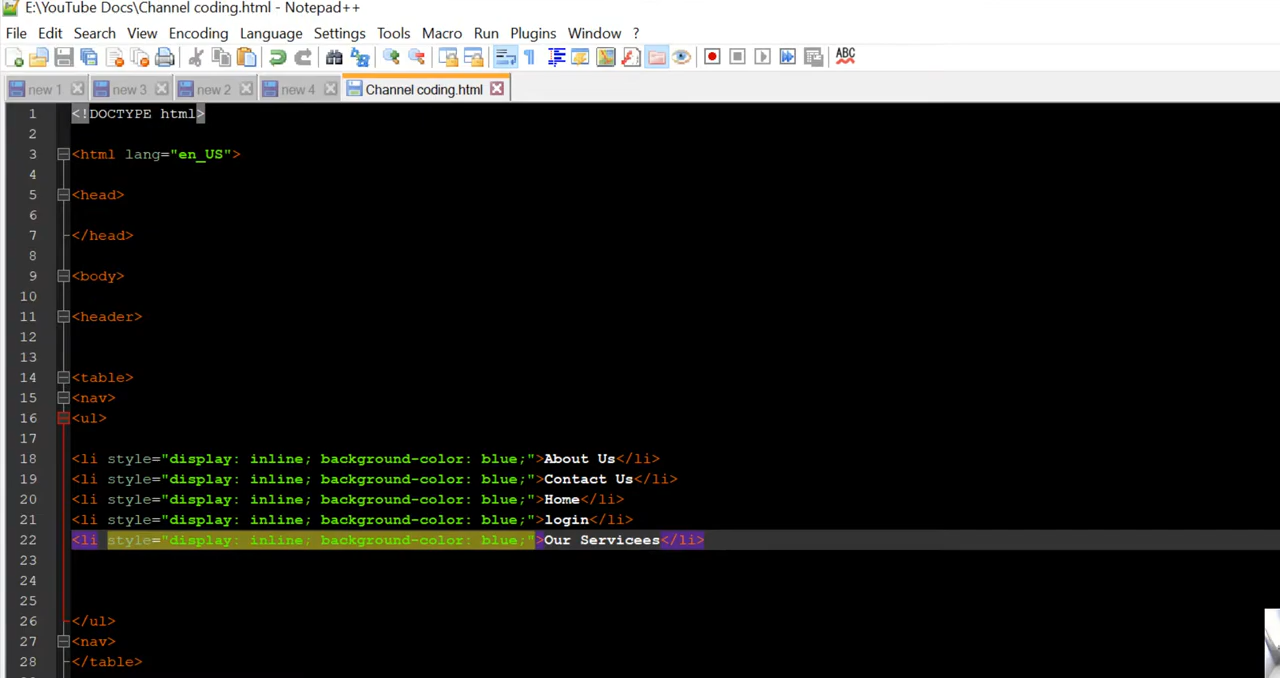 E:\YouTube Docs\Channel coding.html - Notepad++
File Edit Search View Encoding Language Settings Tools Macro Run Plugins Window ?
ABC
new 1 new 3 new 2 new 4 Channel coding.html
1 <!DOCTYPE html>
2
3 <html lang="en_US">
4
5 <head>
6
7 </head>
8
9 <body>
10
11 <header>
12
13
14 <table>
15 <nav>
16 <ul>
17
18 <li style="display: inline; background-color: blue;">About Us</li>
19 <li style="display: inline; background-color: blue;">Contact Us</li>
20 <li style="display: inline; background-color: blue;">Home</li>
21 <li style="display: inline; background-color: blue;">login</li>
22 <li style="display: inline; background-color: blue;">Our Servicees</li>
23
24
25
26 </ul>
27 <nav>
28 </table>